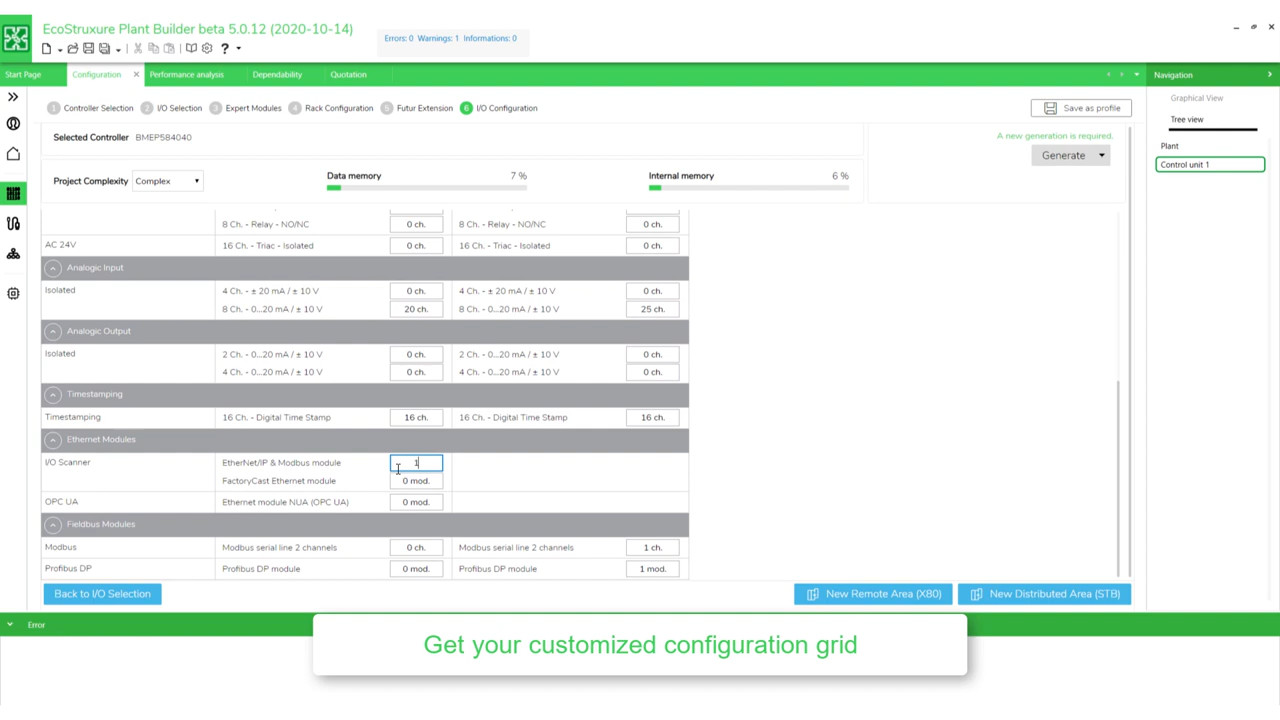 EcoStruxure Plant Builder beta 5.0.12 (2020-10-14)
Errors: 0 Warnings: 1 Informations: 0
Start Page Configuration Performance analysis Dependability Quotation Navigation
1 Controller Selection 2 I/O Selection 3 Expert Modules 4 Rack Configuration 5 Futur Extension 6 I/O Configuration Save as profile
Graphical View
Tree view
Plant
Control unit 1
Selected Controller BMEP584040
A new generation is required.
Generate
Project Complexity Complex Data memory 7 % Internal memory 6 %
8 Ch. - Relay - NO/NC 0 ch. 8 Ch. - Relay - NO/NC 0 ch.
AC 24V 16 Ch. - Triac - Isolated 0 ch. 16 Ch. - Triac - Isolated 0 ch.
Analogic Input
Isolated 4 Ch. - ± 20 mA / ± 10 V 0 ch. 4 Ch. - ± 20 mA / ± 10 V 0 ch.
8 Ch. - 0...20 mA / ± 10 V 20 ch. 8 Ch. - 0...20 mA / ± 10 V 25 ch.
Analogic Output
Isolated 2 Ch. - 0...20 mA / ± 10 V 0 ch. 2 Ch. - 0...20 mA / ± 10 V 0 ch.
4 Ch. - 0...20 mA / ± 10 V 0 ch. 4 Ch. - 0...20 mA / ± 10 V 0 ch.
Timestamping
Timestamping 16 Ch. - Digital Time Stamp 16 ch. 16 Ch. - Digital Time Stamp 16 ch.
Ethernet Modules
I/O Scanner EtherNet/IP & Modbus module 1
FactoryCast Ethernet module 0 mod.
OPC UA Ethernet module NUA (OPC UA) 0 mod.
Fieldbus Modules
Modbus Modbus serial line 2 channels 0 ch. Modbus serial line 2 channels 1 ch.
Profibus DP Profibus DP module 0 mod. Profibus DP module 1 mod.
Back to I/O Selection New Remote Area (X80) New Distributed Area (STB)
Error
Get your customized configuration grid